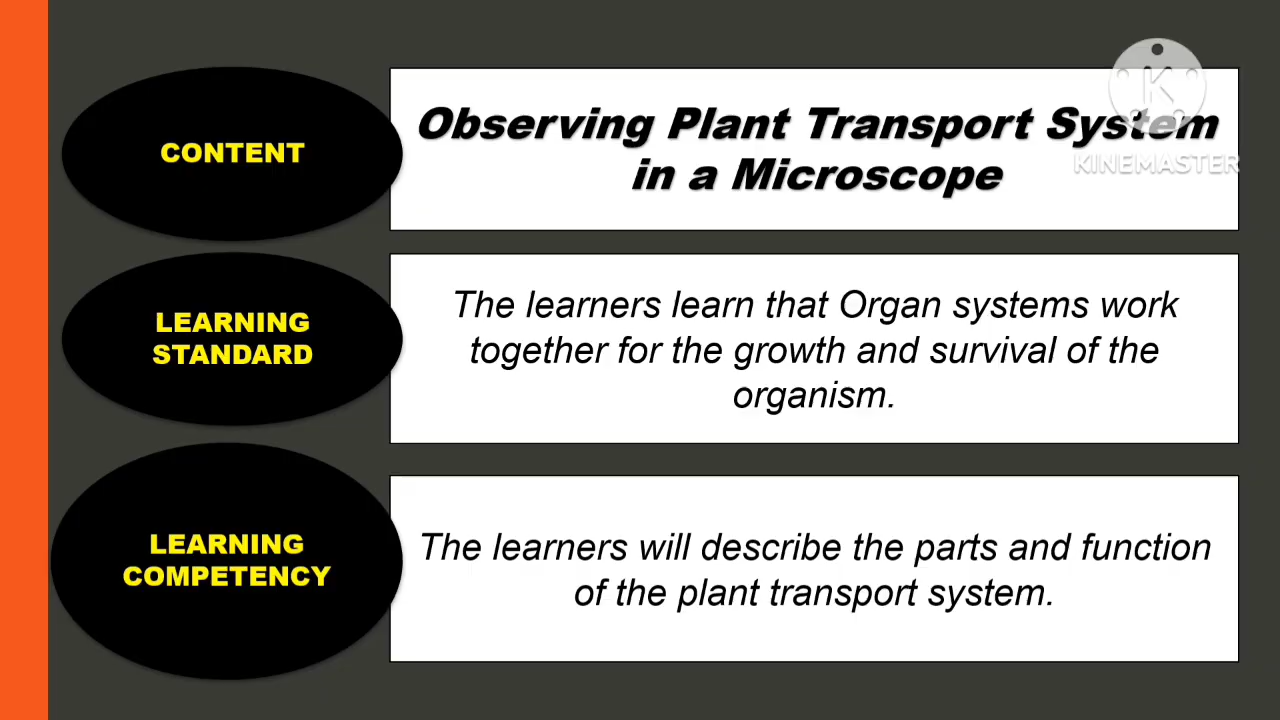 CONTENT
Observing Plant Transport System
in a Microscope
K
KINEMASTER
LEARNING
STANDARD
The learners learn that Organ systems work
together for the growth and survival of the
organism.
LEARNING
COMPETENCY
The learners will describe the parts and function
of the plant transport system.